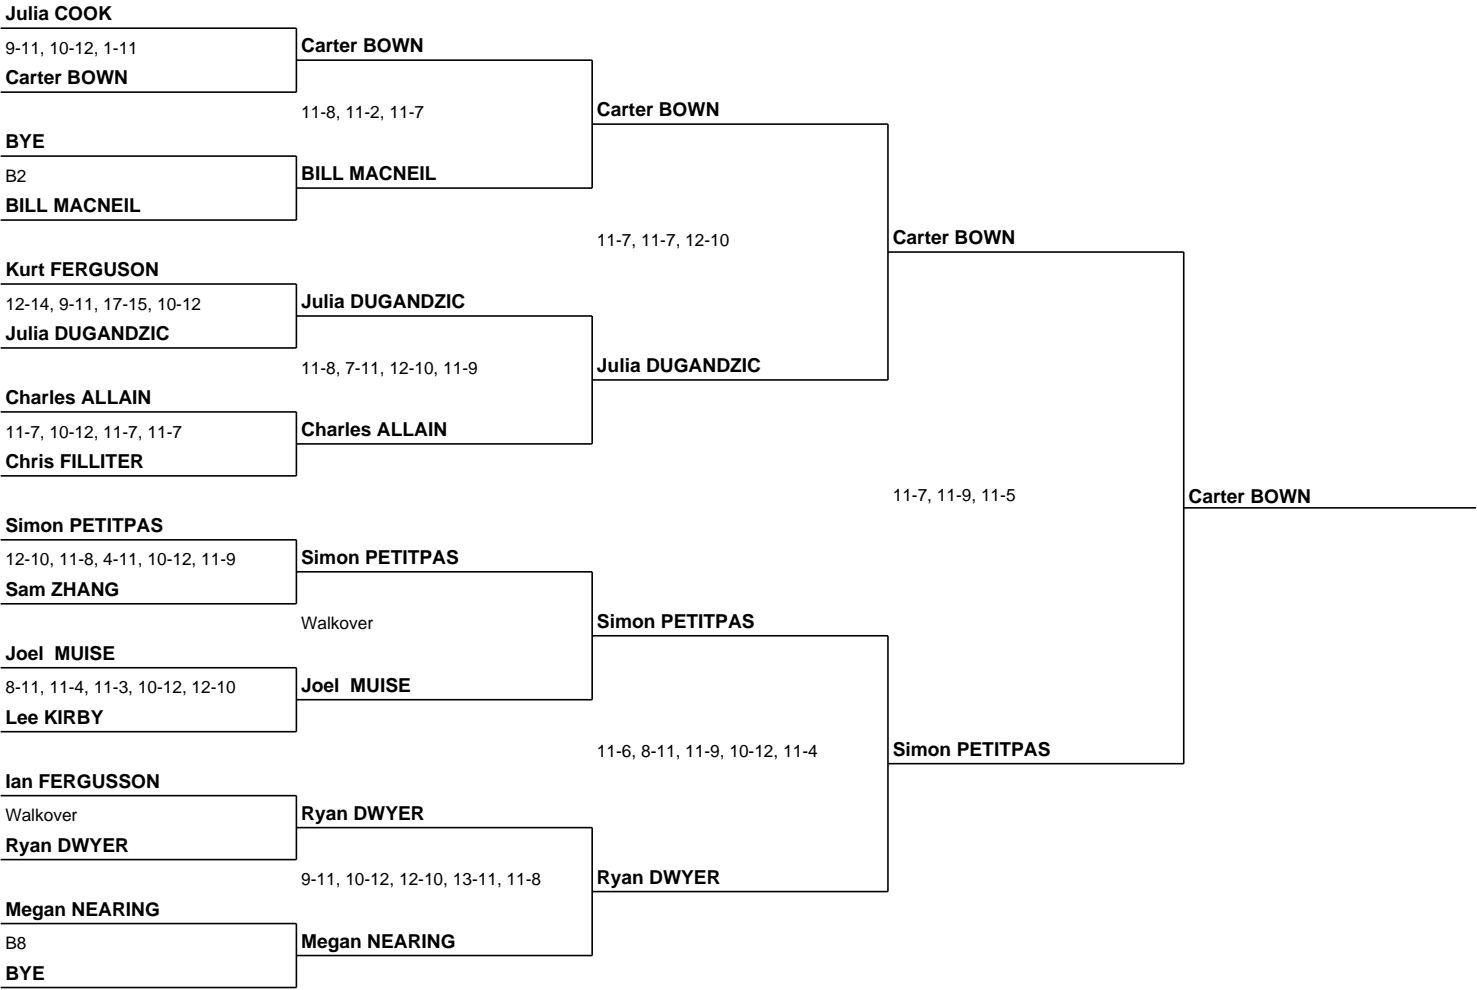 Julia COOK
9-11, 10-12, 1-11
Carter BOWN
BYE
B2
BILL MACNEIL
Kurt FERGUSON
12-14, 9-11, 17-15, 10-12
Julia DUGANDZIC
Charles ALLAIN
11-7, 10-12, 11-7, 11-7
Chris FILLITER
Simon PETITPAS
12-10, 11-8, 4-11, 10-12, 11-9
Sam ZHANG
Joel  MUISE
8-11, 11-4, 11-3, 10-12, 12-10
Lee KIRBY
Ian FERGUSSON
Walkover
Ryan DWYER
Megan NEARING
B8
BYE
Carter BOWN
11-8, 11-2, 11-7
BILL MACNEIL
Julia DUGANDZIC
11-8, 7-11, 12-10, 11-9
Charles ALLAIN
Simon PETITPAS
Walkover
Joel  MUISE
Ryan DWYER
9-11, 10-12, 12-10, 13-11, 11-8
Megan NEARING
Carter BOWN
11-7, 11-7, 12-10
Julia DUGANDZIC
Simon PETITPAS
11-6, 8-11, 11-9, 10-12, 11-4
Ryan DWYER
Carter BOWN
11-7, 11-9, 11-5
Simon PETITPAS
Carter BOWN